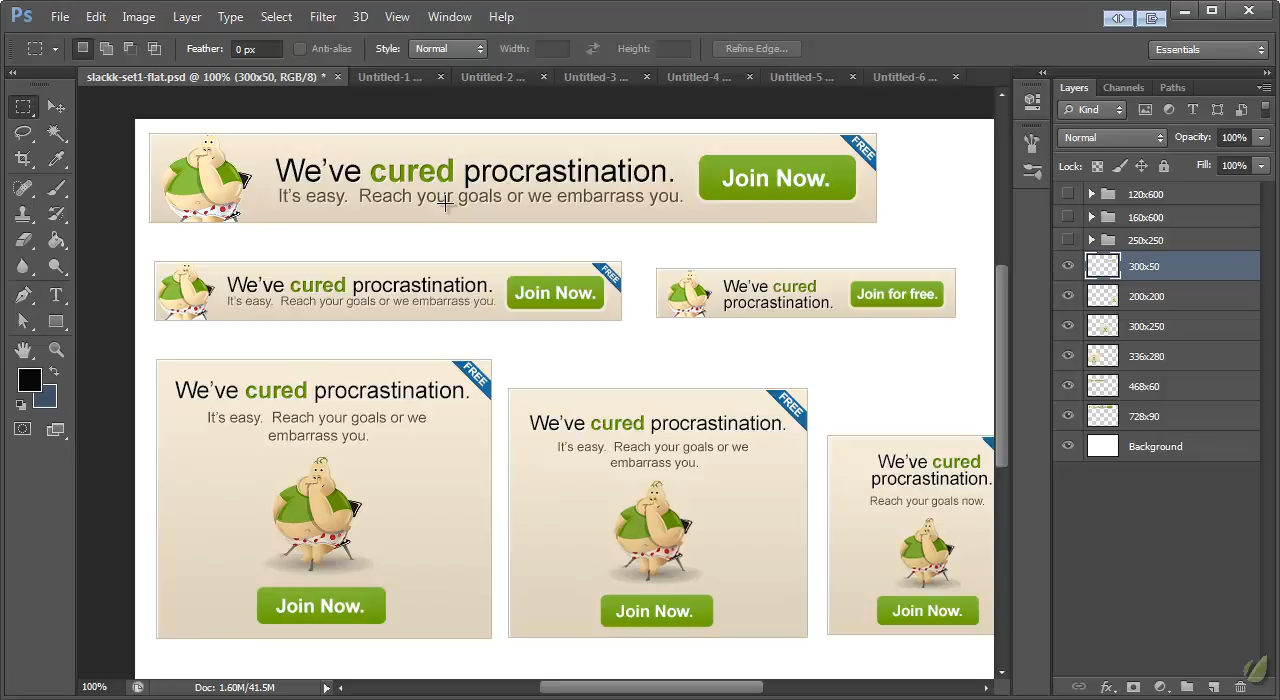 Ps File Edit Image Layer Type Select Filter 3D View Window Help
Feather: 0 px Anti-alias Style: Normal Width: Height: Refine Edge... Essentials
slackk-set1-flat.psd @ 100% (300x50, RGB/8) * × Untitled-1 ... × Untitled-2 ... × Untitled-3 ... × Untitled-4 ... × Untitled-5 ... × Untitled-6 ... ×
Layers Channels Paths
Kind
Normal Opacity: 100%
Lock: Fill: 100%
120x600
160x600
250x250
300x50
200x200
300x250
336x280
468x60
728x90
Background
We've cured procrastination.
It's easy. Reach your goals or we embarrass you.
Join Now.
FREE
We've cured procrastination.
It's easy. Reach your goals or we embarrass you.
Join Now.
FREE
We've cured
procrastination.
Join for free.
We've cured procrastination.
It's easy. Reach your goals or we
embarrass you.
Join Now.
FREE
We've cured procrastination.
It's easy. Reach your goals or we
embarrass you.
Join Now.
FREE
We've cured
procrastination.
Reach your goals now.
Join Now.
100% Doc: 1.60M/41.5M